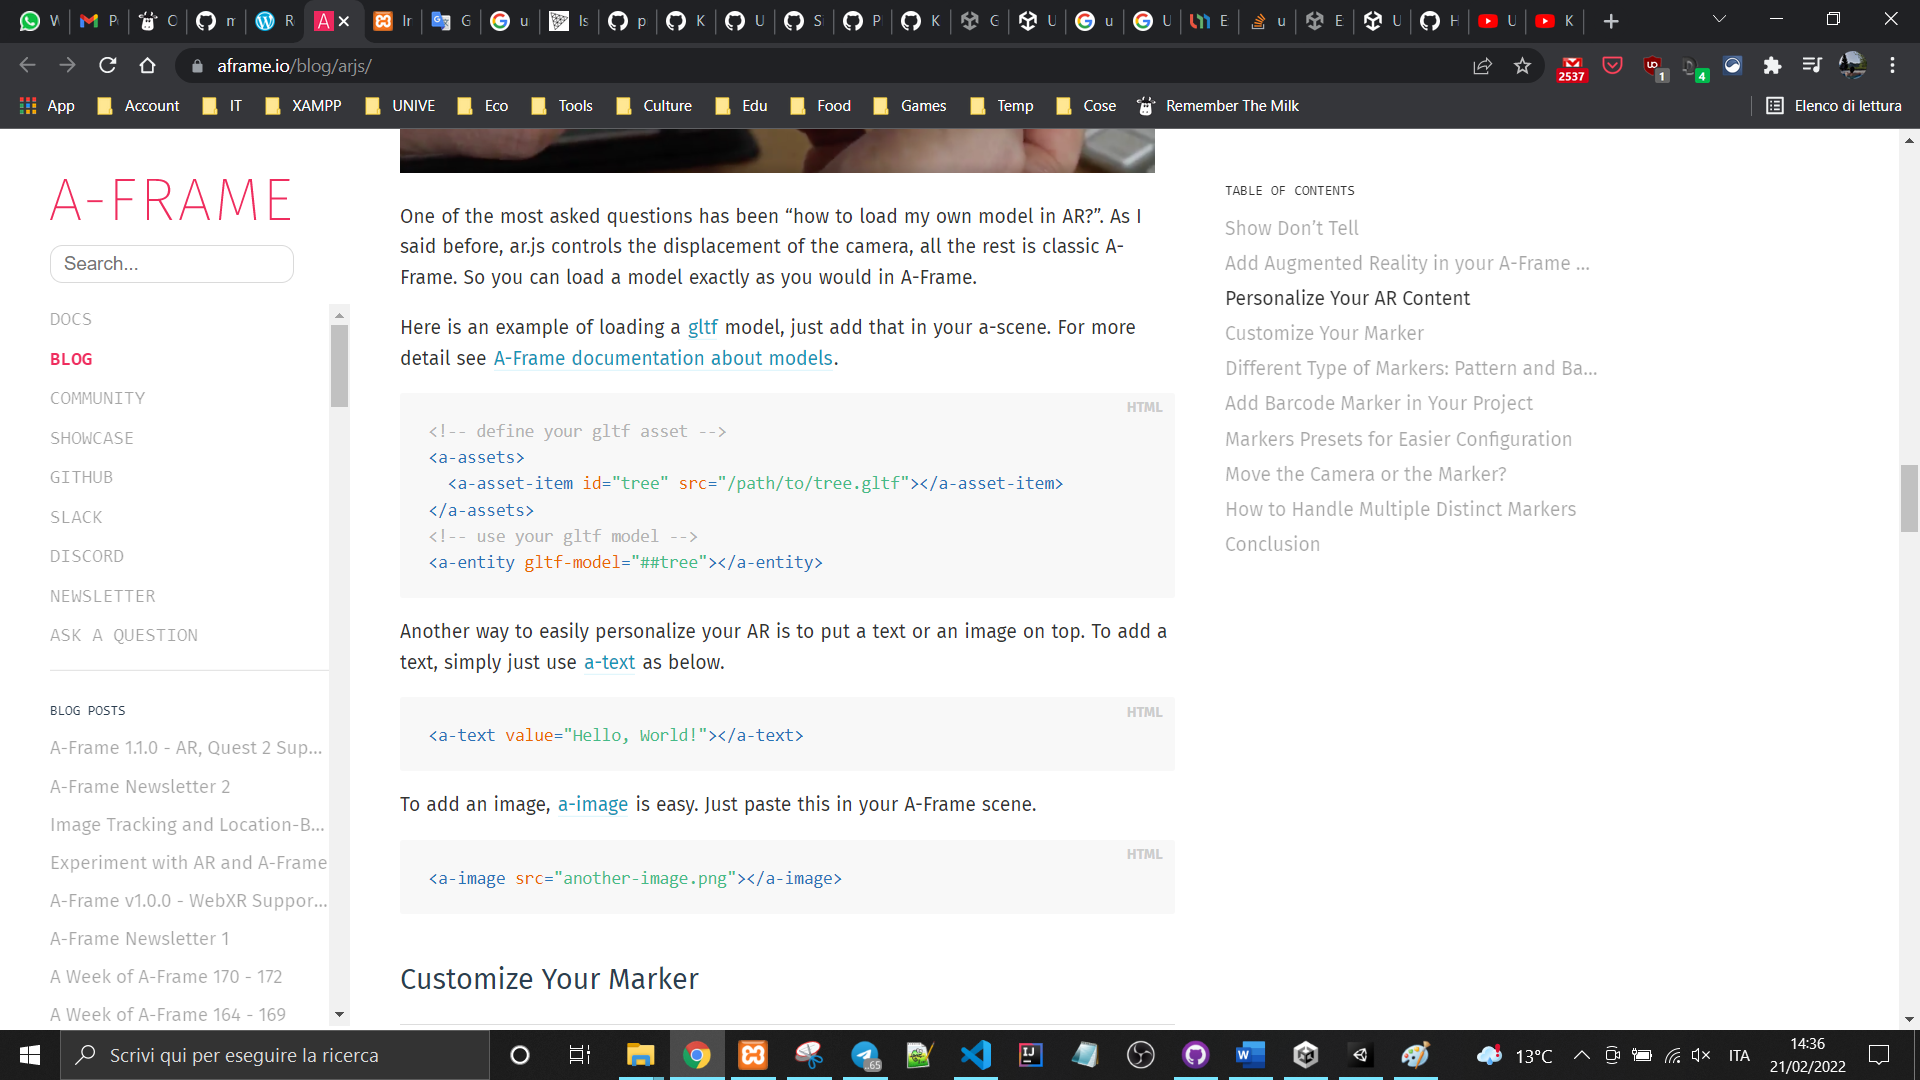 aframe.io/blog/arjs/
2537
1
4
App
Account
IT
XAMPP
UNIVE
Eco
Tools
Culture
Edu
Food
Games
Temp
Cose
Remember The Milk
Elenco di lettura
A-FRAME
Search...
DOCS
BLOG
COMMUNITY
SHOWCASE
GITHUB
SLACK
DISCORD
NEWSLETTER
ASK A QUESTION
BLOG POSTS
A-Frame 1.1.0 - AR, Quest 2 Sup...
A-Frame Newsletter 2
Image Tracking and Location-B...
Experiment with AR and A-Frame
A-Frame v1.0.0 - WebXR Suppor...
A-Frame Newsletter 1
A Week of A-Frame 170 - 172
A Week of A-Frame 164 - 169
One of the most asked questions has been “how to load my own model in AR?”. As I
said before, ar.js controls the displacement of the camera, all the rest is classic A-
Frame. So you can load a model exactly as you would in A-Frame.
Here is an example of loading a gltf model, just add that in your a-scene. For more
detail see A-Frame documentation about models.
HTML
<!-- define your gltf asset -->
<a-assets>
<a-asset-item id="tree" src="/path/to/tree.gltf"></a-asset-item>
</a-assets>
<!-- use your gltf model -->
<a-entity gltf-model="##tree"></a-entity>
Another way to easily personalize your AR is to put a text or an image on top. To add a
text, simply just use a-text as below.
HTML
<a-text value="Hello, World!"></a-text>
To add an image, a-image is easy. Just paste this in your A-Frame scene.
HTML
<a-image src="another-image.png"></a-image>
Customize Your Marker
TABLE OF CONTENTS
Show Don’t Tell
Add Augmented Reality in your A-Frame ...
Personalize Your AR Content
Customize Your Marker
Different Type of Markers: Pattern and Ba...
Add Barcode Marker in Your Project
Markers Presets for Easier Configuration
Move the Camera or the Marker?
How to Handle Multiple Distinct Markers
Conclusion
Scrivi qui per eseguire la ricerca
13°C
ITA
14:36
21/02/2022